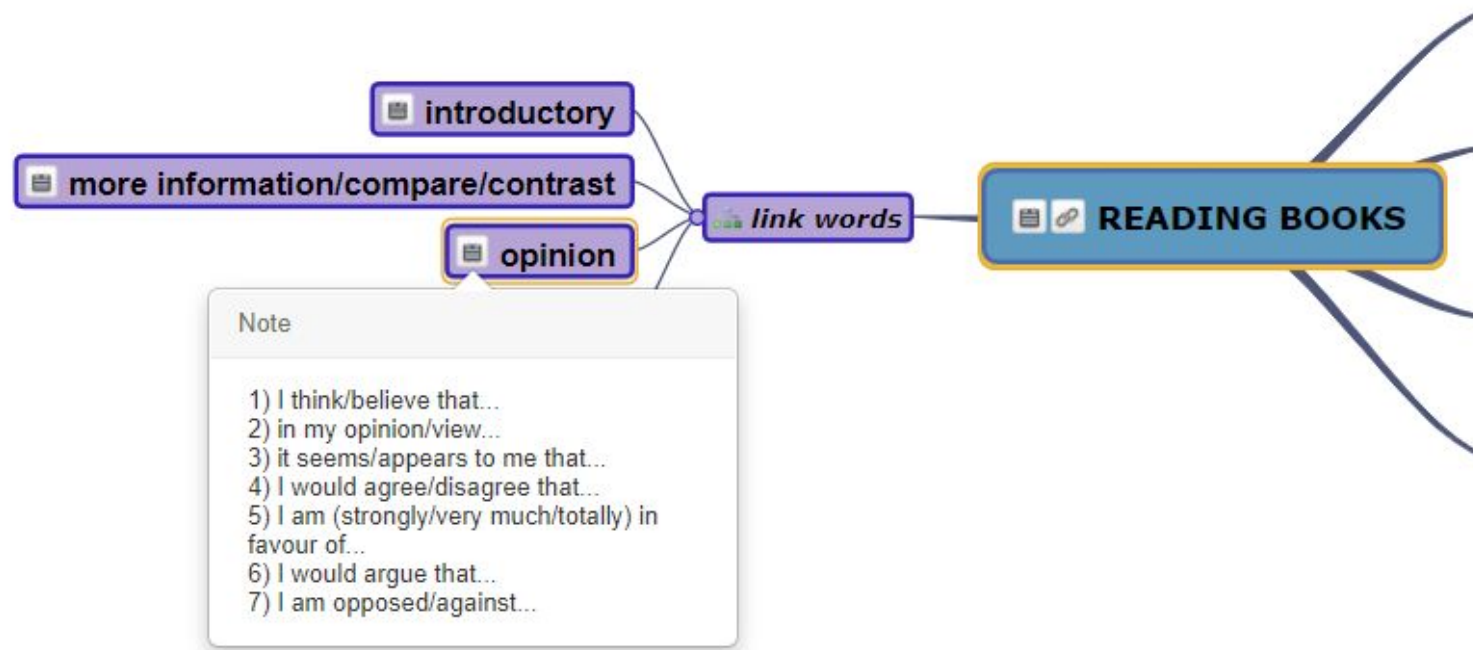 introductory
more information/compare/contrast
link words
READING BOOKS
opinion
Note
1) I think/believe that...
2) in my opinion/view...
3) it seems/appears to me that...
4) I would agree/disagree that...
5) I am (strongly/very much/totally) in
favour of...
6) I would argue that...
7) I am opposed/against...